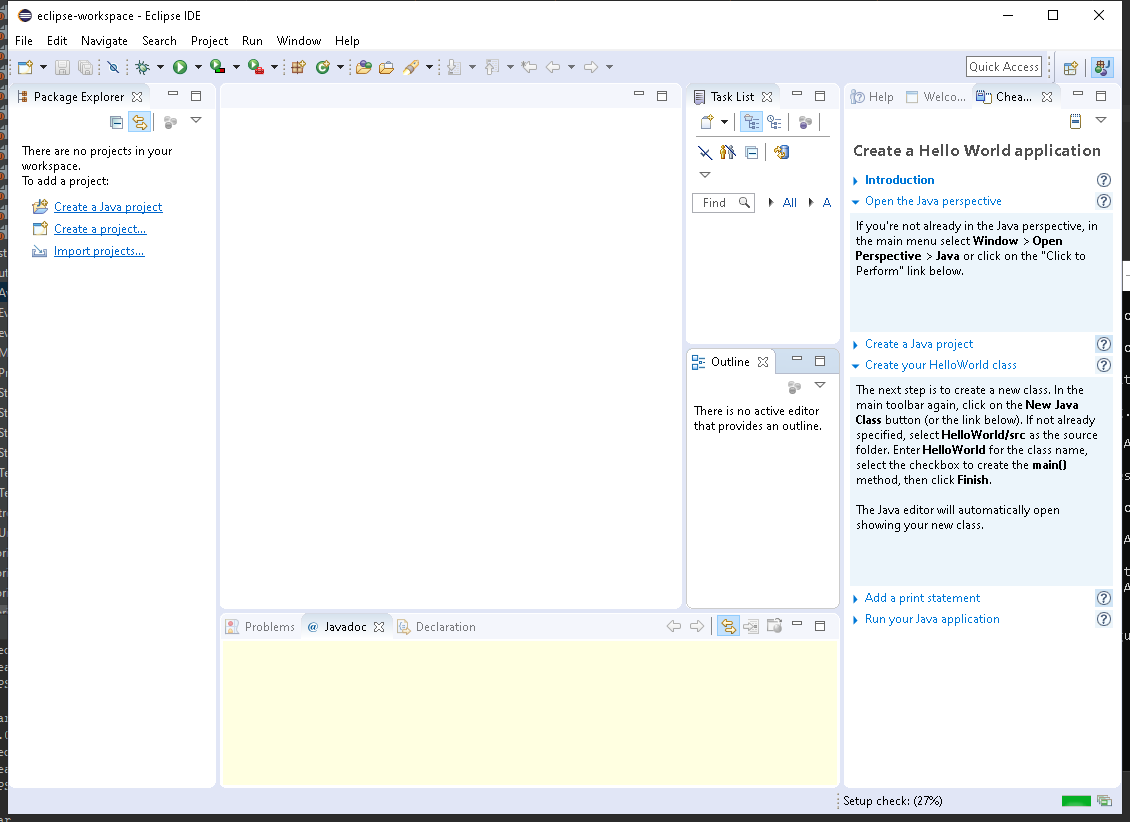 eclipse-workspace - Eclipse IDE
File Edit Navigate Search Project Run Window Help
Quick Access
Package Explorer
There are no projects in your
workspace.
To add a project:
Create a Java project
Create a project...
Import projects...
Task List
Find
All
A
Outline
There is no active editor
that provides an outline.
Help
Welco...
Chea...
Create a Hello World application
Introduction
Open the Java perspective
If you're not already in the Java perspective, in
the main menu select Window > Open
Perspective > Java or click on the "Click to
Perform" link below.
Create a Java project
Create your HelloWorld class
The next step is to create a new class. In the
main toolbar again, click on the New Java
Class button (or the link below). If not already
specified, select HelloWorld/src as the source
folder. Enter HelloWorld for the class name,
select the checkbox to create the main()
method, then click Finish.
The Java editor will automatically open
showing your new class.
Add a print statement
Run your Java application
Problems
@ Javadoc
Declaration
Setup check: (27%)